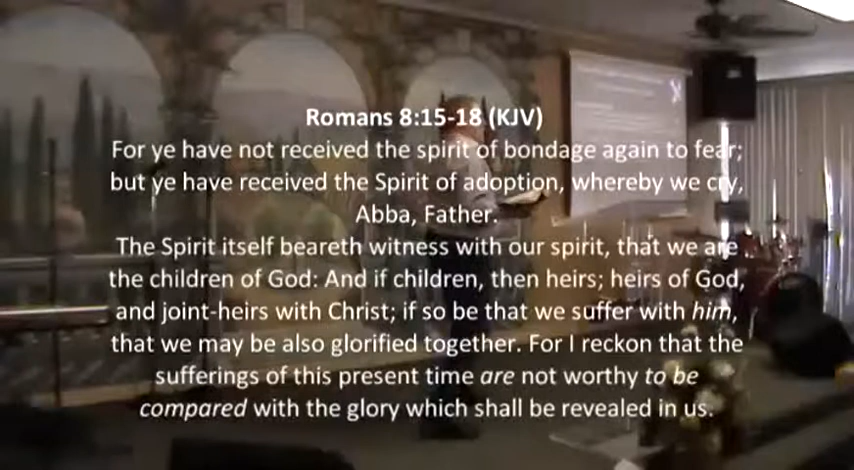 Romans 8:15-18 (KJV)
For ye have not received the spirit of bondage again to fear;
but ye have received the Spirit of adoption, whereby we cry,
Abba, Father.
The Spirit itself beareth witness with our spirit, that we are
the children of God: And if children, then heirs; heirs of God,
and joint-heirs with Christ; if so be that we suffer with him,
that we may be also glorified together. For I reckon that the
sufferings of this present time are not worthy to be
compared with the glory which shall be revealed in us.